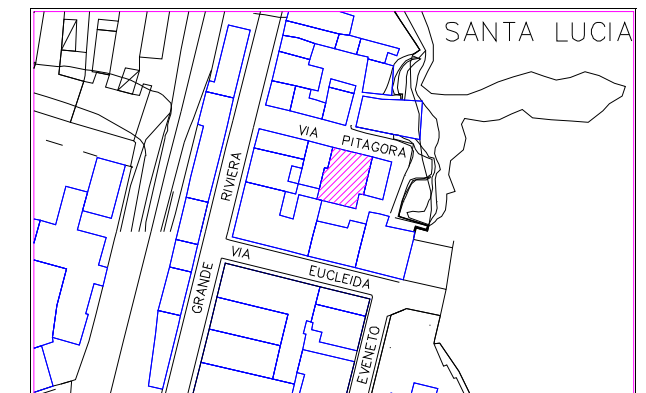 SANTA LUCIA
VIA PITAGORA
RIVIERA
VIA EUCLEIDA
GRANDE
EVENETO